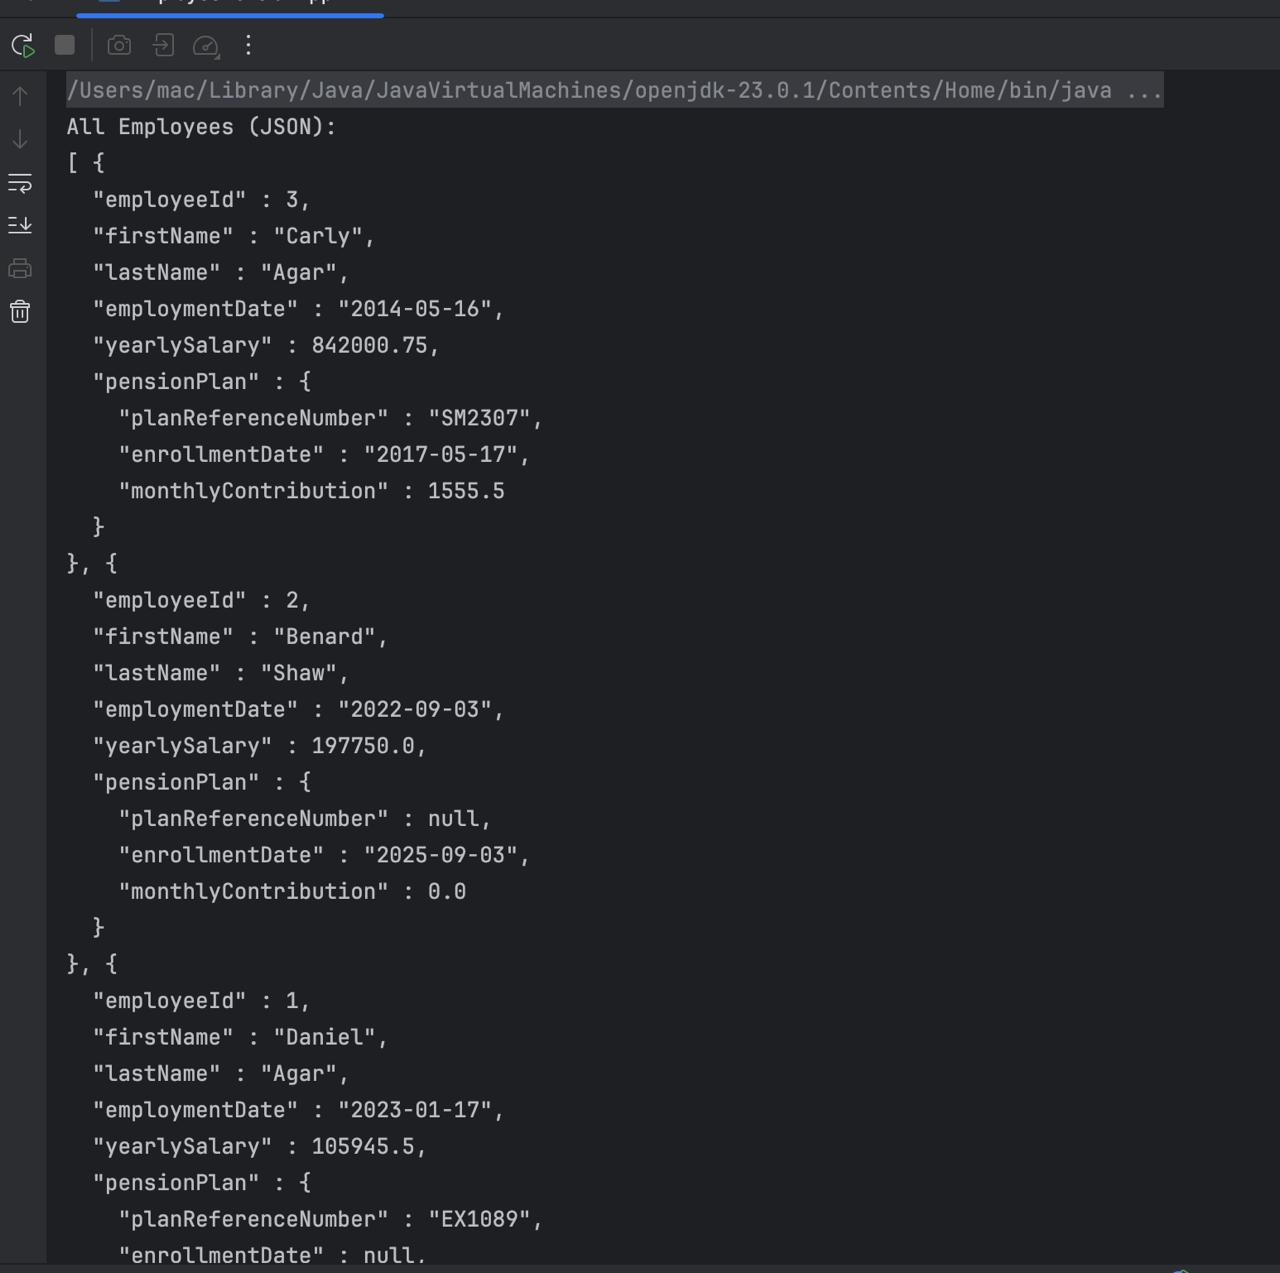 /Users/mac/Library/Java/JavaVirtualMachines/openjdk-23.0.1/Contents/Home/bin/java ...
All Employees (JSON):
[ {
  "employeeId" : 3,
  "firstName" : "Carly",
  "lastName" : "Agar",
  "employmentDate" : "2014-05-16",
  "yearlySalary" : 842000.75,
  "pensionPlan" : {
    "planReferenceNumber" : "SM2307",
    "enrollmentDate" : "2017-05-17",
    "monthlyContribution" : 1555.5
  }
}, {
  "employeeId" : 2,
  "firstName" : "Benard",
  "lastName" : "Shaw",
  "employmentDate" : "2022-09-03",
  "yearlySalary" : 197750.0,
  "pensionPlan" : {
    "planReferenceNumber" : null,
    "enrollmentDate" : "2025-09-03",
    "monthlyContribution" : 0.0
  }
}, {
  "employeeId" : 1,
  "firstName" : "Daniel",
  "lastName" : "Agar",
  "employmentDate" : "2023-01-17",
  "yearlySalary" : 105945.5,
  "pensionPlan" : {
    "planReferenceNumber" : "EX1089",
    "enrollmentDate" : null,